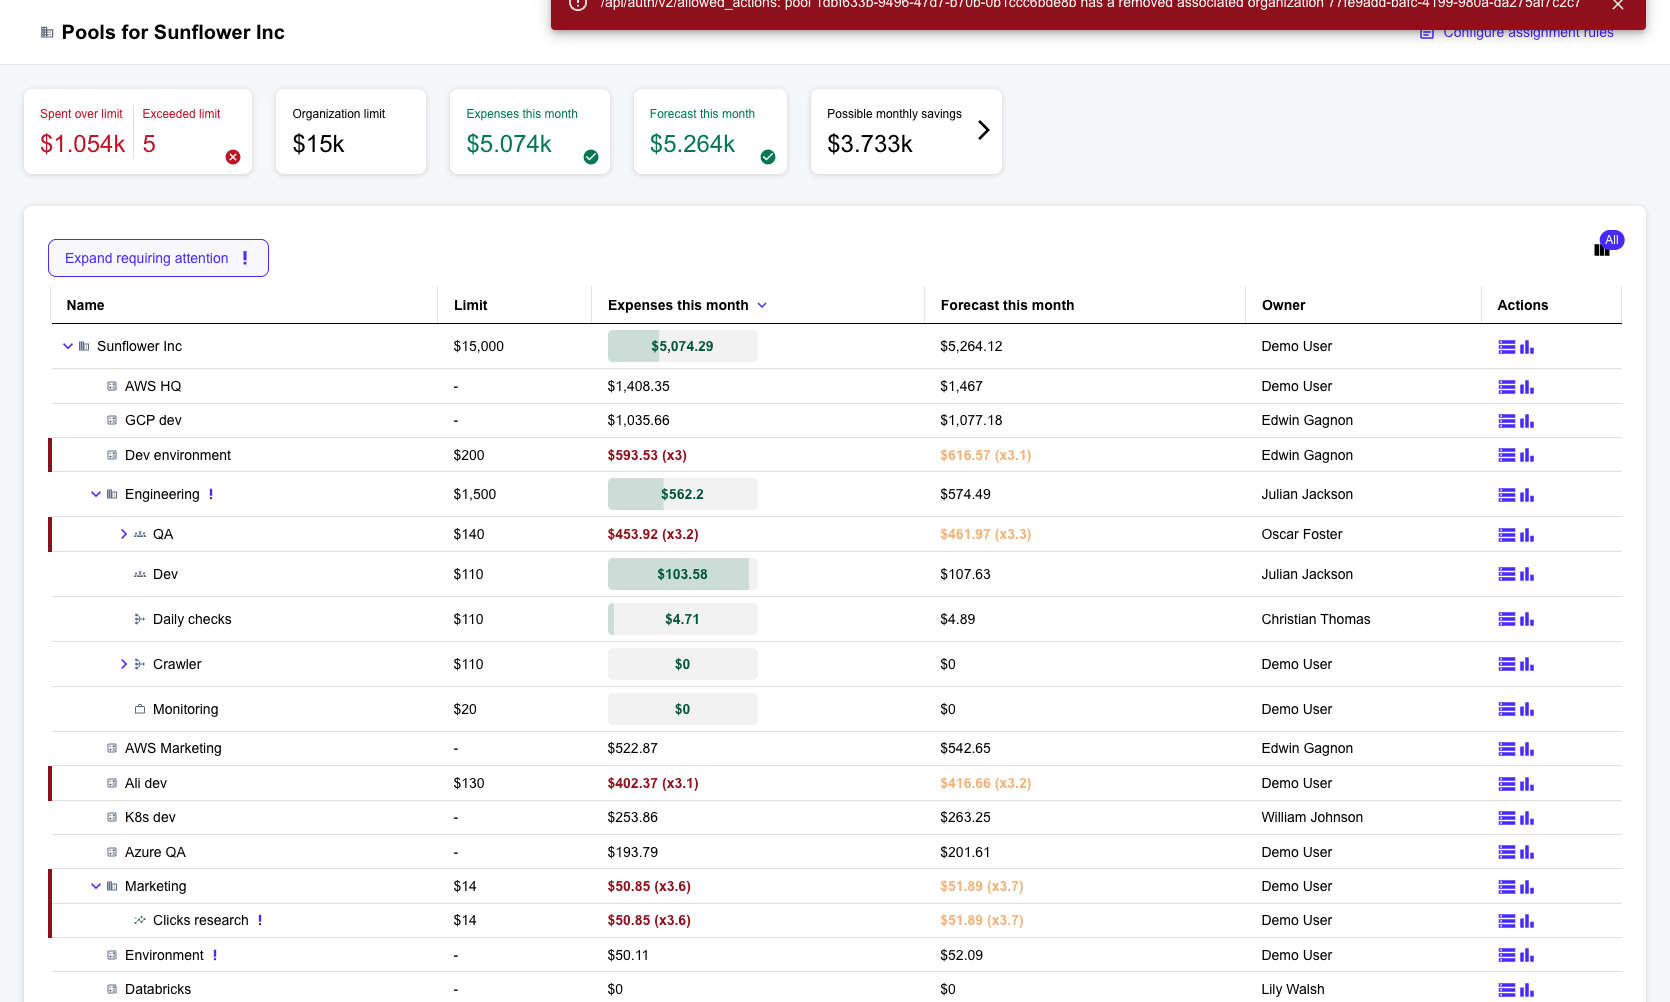 /api/auth/v2/allowed_actions: pool 1dbf633b-9496-47d7-b70b-0b1ccc6bde8b has a removed associated organization 77fe9add-bafc-4199-980a-da275af7c2c7
Pools for Sunflower Inc
Configure assignment rules
Spent over limit Exceeded limit Organization limit Expenses this month Forecast this month Possible monthly savings
$1.054k 5 $15k $5.074k $5.264k $3.733k
Expand requiring attention !
All
Name Limit Expenses this month Forecast this month Owner Actions
Sunflower Inc $15,000 $5,074.29 $5,264.12 Demo User
AWS HQ - $1,408.35 $1,467 Demo User
GCP dev - $1,035.66 $1,077.18 Edwin Gagnon
Dev environment $200 $593.53 (x3) $616.57 (x3.1) Edwin Gagnon
Engineering ! $1,500 $562.2 $574.49 Julian Jackson
QA $140 $453.92 (x3.2) $461.97 (x3.3) Oscar Foster
Dev $110 $103.58 $107.63 Julian Jackson
Daily checks $110 $4.71 $4.89 Christian Thomas
Crawler $110 $0 $0 Demo User
Monitoring $20 $0 $0 Demo User
AWS Marketing - $522.87 $542.65 Edwin Gagnon
Ali dev $130 $402.37 (x3.1) $416.66 (x3.2) Demo User
K8s dev - $253.86 $263.25 William Johnson
Azure QA - $193.79 $201.61 Demo User
Marketing $14 $50.85 (x3.6) $51.89 (x3.7) Demo User
Clicks research ! $14 $50.85 (x3.6) $51.89 (x3.7) Demo User
Environment ! - $50.11 $52.09 Demo User
Databricks - $0 $0 Lily Walsh